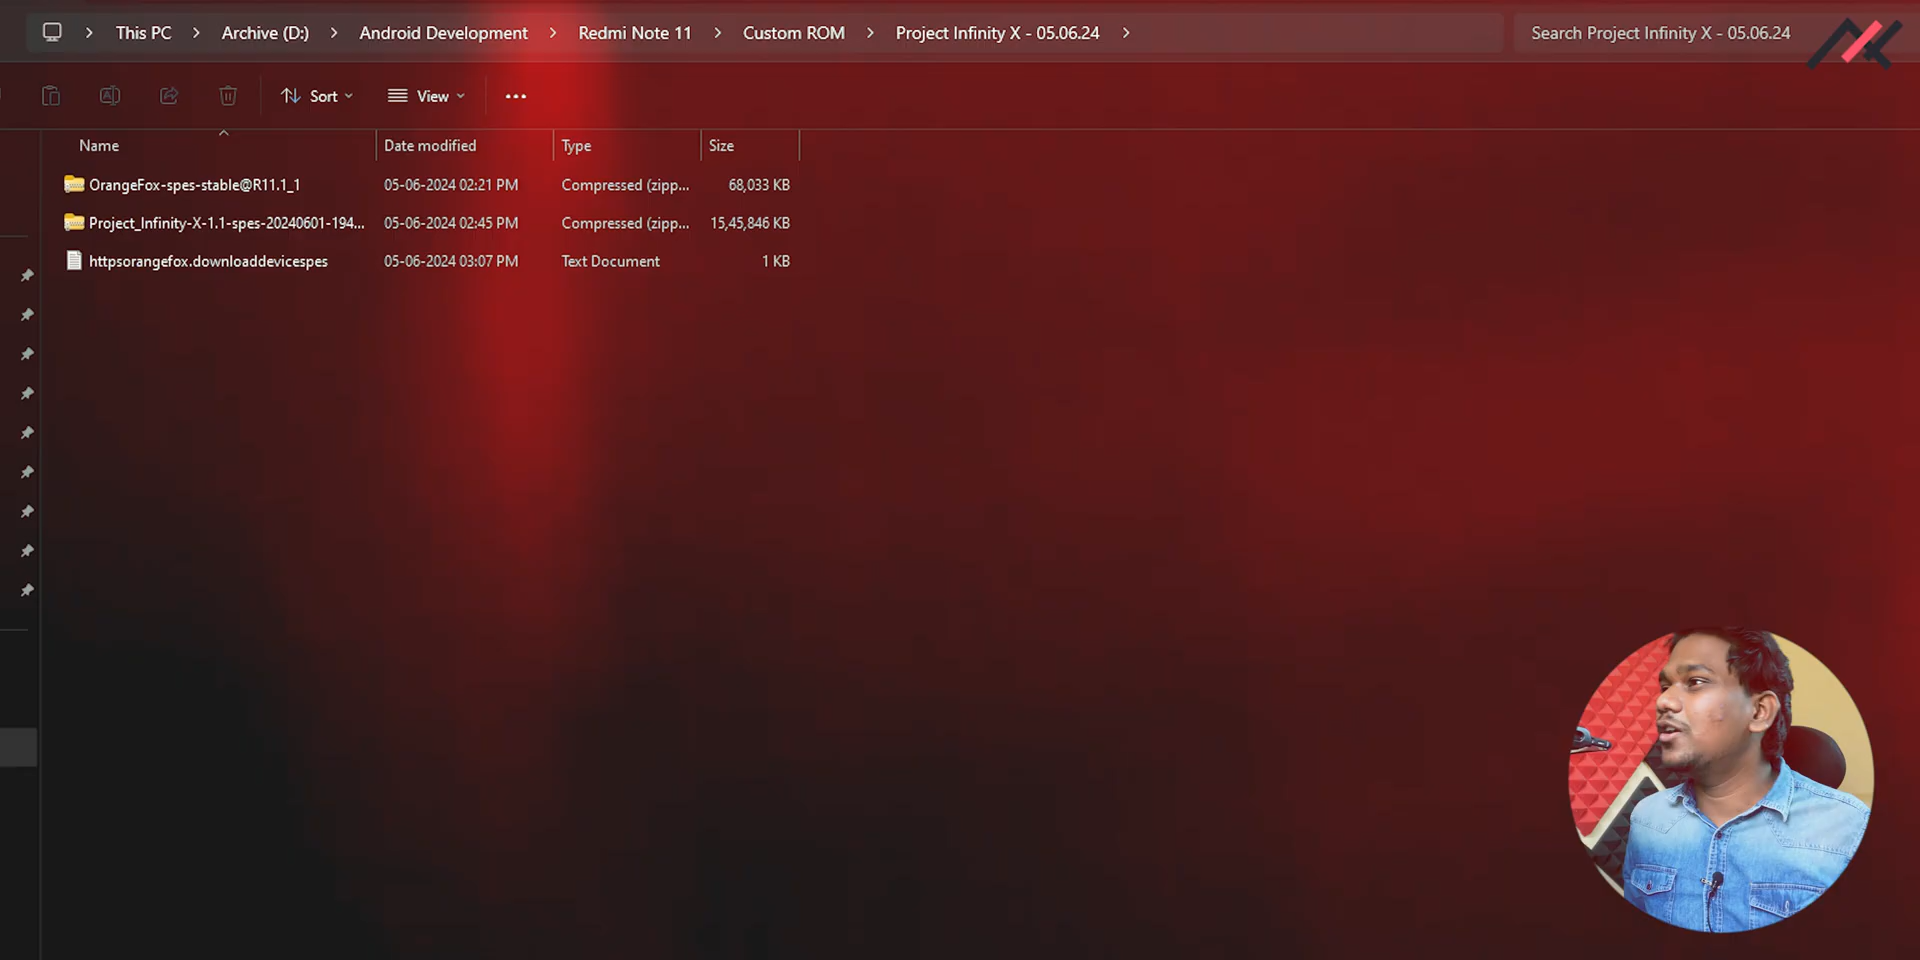 This PC > Archive (D:) > Android Development > Redmi Note 11 > Custom ROM > Project Infinity X - 05.06.24 >
Search Project Infinity X - 05.06.24
Sort
View
Name Date modified Type Size
OrangeFox-spes-stable@R11.1_1 05-06-2024 02:21 PM Compressed (zipp... 68,033 KB
Project_Infinity-X-1.1-spes-20240601-194... 05-06-2024 02:45 PM Compressed (zipp... 15,45,846 KB
httpsorangefox.downloaddevicespes 05-06-2024 03:07 PM Text Document 1 KB